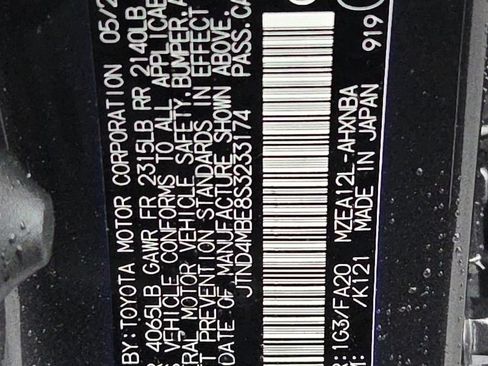 BY:TOYOTA MOTOR CORPORATION 05/2
4065LB GAWR FR 2315LB RR 2140LB
VEHICLE CONFORMS TO ALL APPLICAB
ERAL MOTOR VEHICLE SAFETY,BUMPER,A
T PREVENTION STANDARDS IN EFFECT
DATE OF MANUFACTURE SHOWN ABOVE.
JTND4MBE8S3233174 PASS.CA
R:1G3/FA20 MZEA12L-AHXNBA
M: /K121 MADE IN JAPAN
919